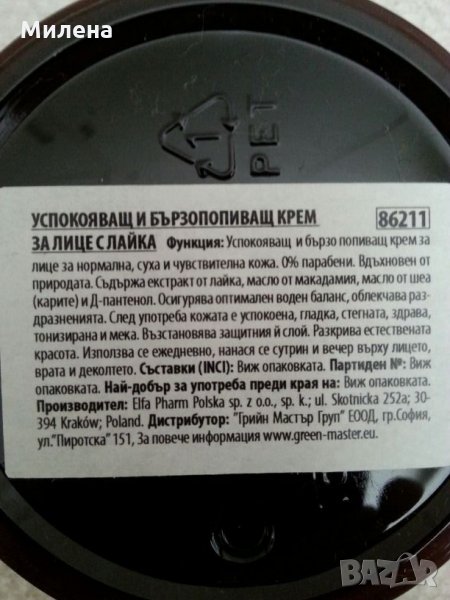 Милена
1
PET
УСПОКОЯВАЩ И БЪРЗОПОПИВАЩ КРЕМ 86211
ЗА ЛИЦЕ С ЛАЙКА Функция: Успокояващ и бързо попиващ крем за
лице за нормална, суха и чувствителна кожа. 0% парабени. Вдъхновен от
природата. Съдържа екстракт от лайка, масло от макадамия, масло от шеа
(карите) и Д-пантенол. Осигурява оптимален воден баланс, облекчава раз-
дразненията. След употреба кожата е успокоена, гладка, стегната, здрава,
тонизирана и мека. Възстановява защитния й слой. Разкрива естествената
красота. Използва се ежедневно, нанася се сутрин и вечер върху лицето,
врата и деколтето. Съставки (INCI): Виж опаковката. Партиден №: Виж
опаковката. Най-добър за употреба преди края на: Виж опаковката.
Производител: Elfa Pharm Polska sp. z o.o., sp. k.; ul. Skotnicka 252a; 30-
394 Kraków; Poland. Дистрибутор: "Грийн Мастър Груп" ЕООД, гр.София,
ул."Пиротска" 151, За повече информация www.green-master.eu.
BAZAR